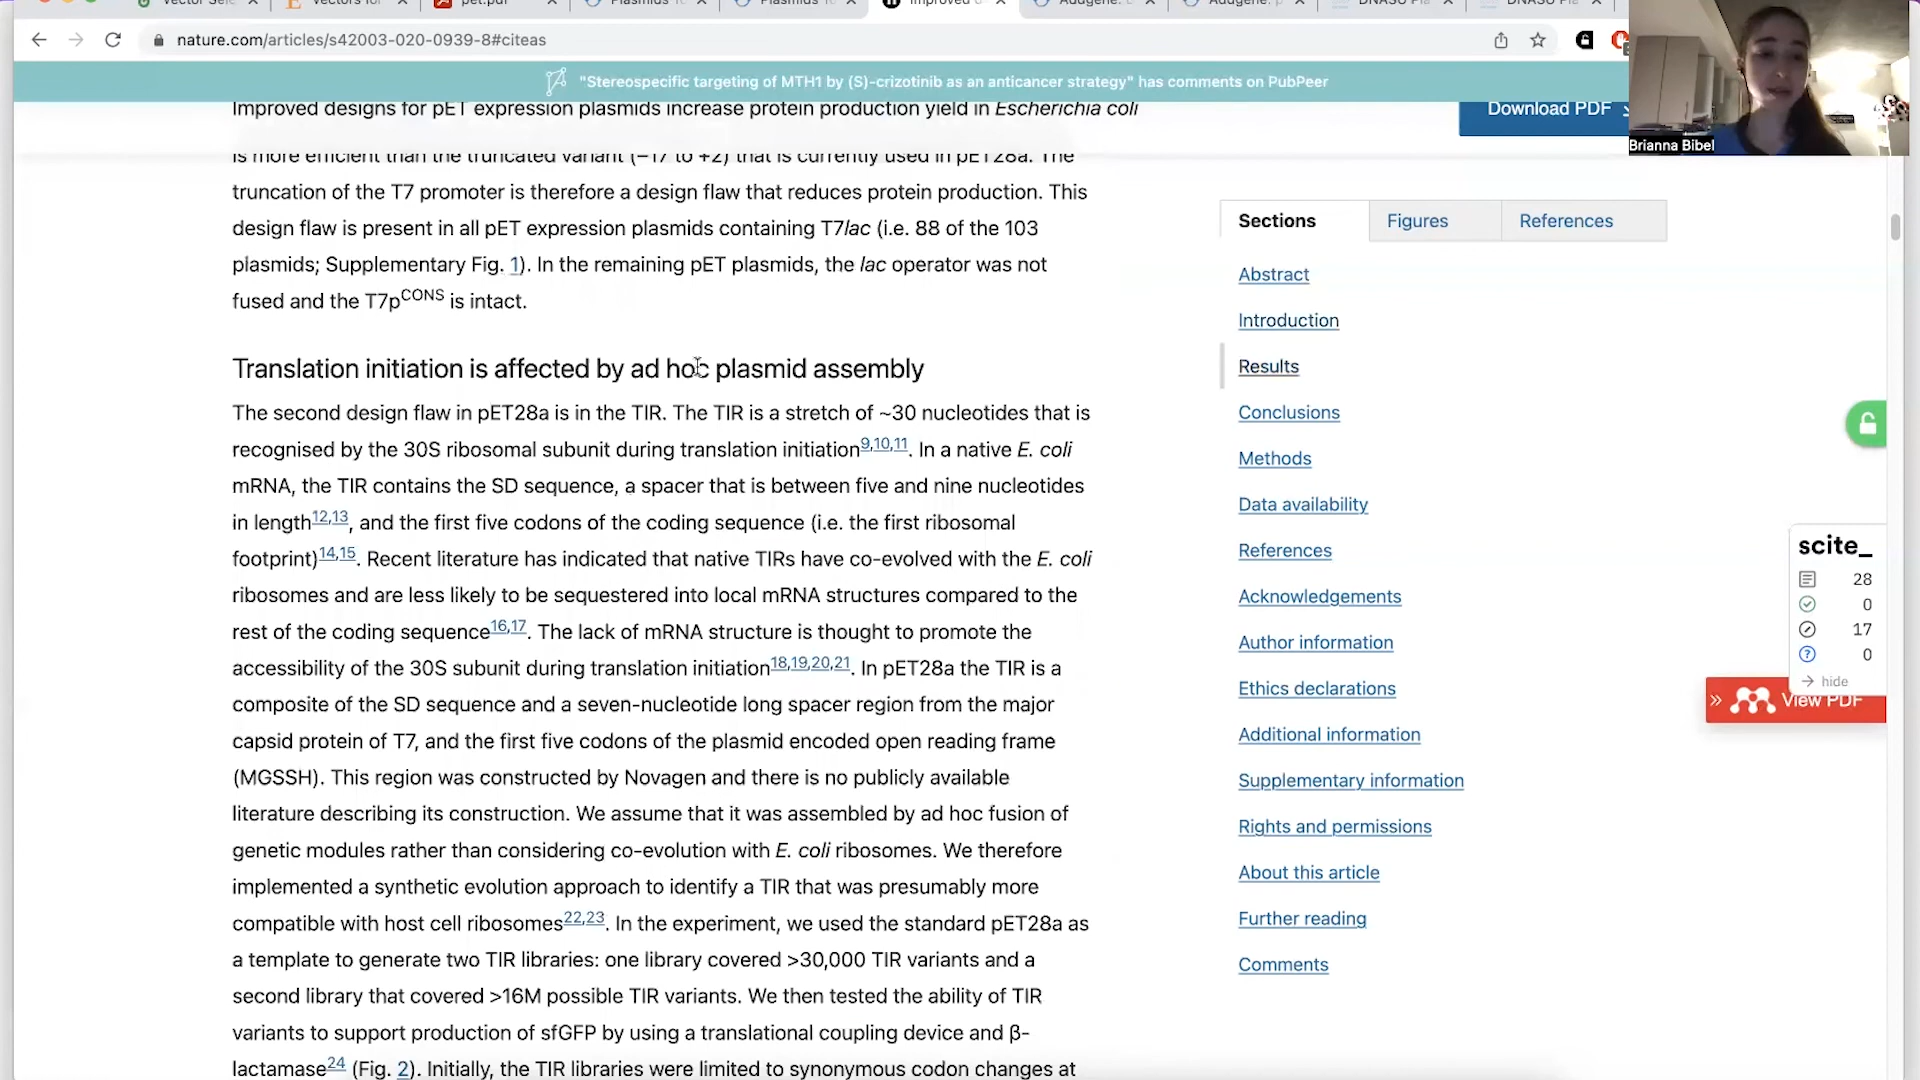 pet.pdf
nature.com/articles/s42003-020-0939-8#citeas
"Stereospecific targeting of MTH1 by (S)-crizotinib as an anticancer strategy" has comments on PubPeer
Improved designs for pET expression plasmids increase protein production yield in Escherichia coli
Download PDF
Brianna Bibel
is more efficient than the truncated variant (−17 to +2) that is currently used in pET28a. The
truncation of the T7 promoter is therefore a design flaw that reduces protein production. This
design flaw is present in all pET expression plasmids containing T7lac (i.e. 88 of the 103
plasmids; Supplementary Fig. 1). In the remaining pET plasmids, the lac operator was not
fused and the T7pCONS is intact.
Translation initiation is affected by ad hoc plasmid assembly
The second design flaw in pET28a is in the TIR. The TIR is a stretch of ~30 nucleotides that is
recognised by the 30S ribosomal subunit during translation initiation9,10,11. In a native E. coli
mRNA, the TIR contains the SD sequence, a spacer that is between five and nine nucleotides
in length12,13, and the first five codons of the coding sequence (i.e. the first ribosomal
footprint)14,15. Recent literature has indicated that native TIRs have co-evolved with the E. coli
ribosomes and are less likely to be sequestered into local mRNA structures compared to the
rest of the coding sequence16,17. The lack of mRNA structure is thought to promote the
accessibility of the 30S subunit during translation initiation18,19,20,21. In pET28a the TIR is a
composite of the SD sequence and a seven-nucleotide long spacer region from the major
capsid protein of T7, and the first five codons of the plasmid encoded open reading frame
(MGSSH). This region was constructed by Novagen and there is no publicly available
literature describing its construction. We assume that it was assembled by ad hoc fusion of
genetic modules rather than considering co-evolution with E. coli ribosomes. We therefore
implemented a synthetic evolution approach to identify a TIR that was presumably more
compatible with host cell ribosomes22,23. In the experiment, we used the standard pET28a as
a template to generate two TIR libraries: one library covered >30,000 TIR variants and a
second library that covered >16M possible TIR variants. We then tested the ability of TIR
variants to support production of sfGFP by using a translational coupling device and β-
lactamase24 (Fig. 2). Initially, the TIR libraries were limited to synonymous codon changes at
Sections
Figures
References
Abstract
Introduction
Results
Conclusions
Methods
Data availability
References
Acknowledgements
Author information
Ethics declarations
Additional information
Supplementary information
Rights and permissions
About this article
Further reading
Comments
scite_
28
0
17
0
hide
View PDF